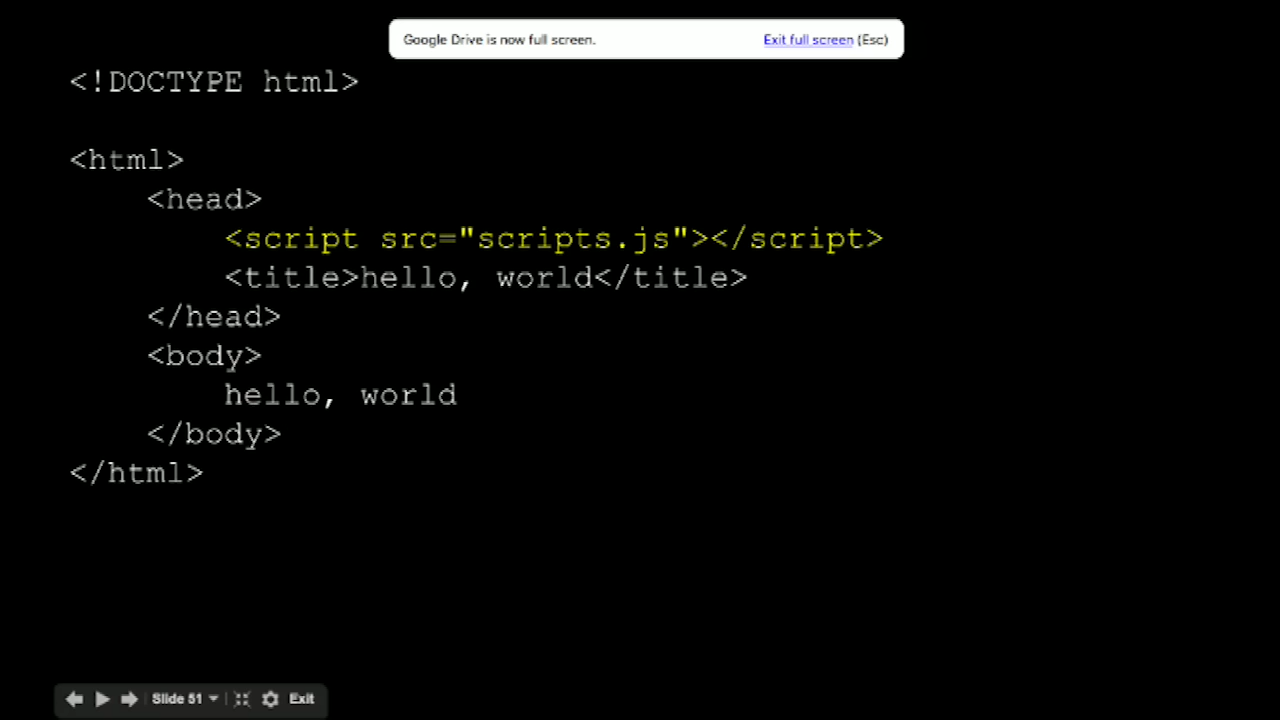 Google Drive is now full screen. Exit full screen (Esc)
<!DOCTYPE html>
<html>
<head>
<script src="scripts.js"></script>
<title>hello, world</title>
</head>
<body>
hello, world
</body>
</html>
Slide 51 Exit